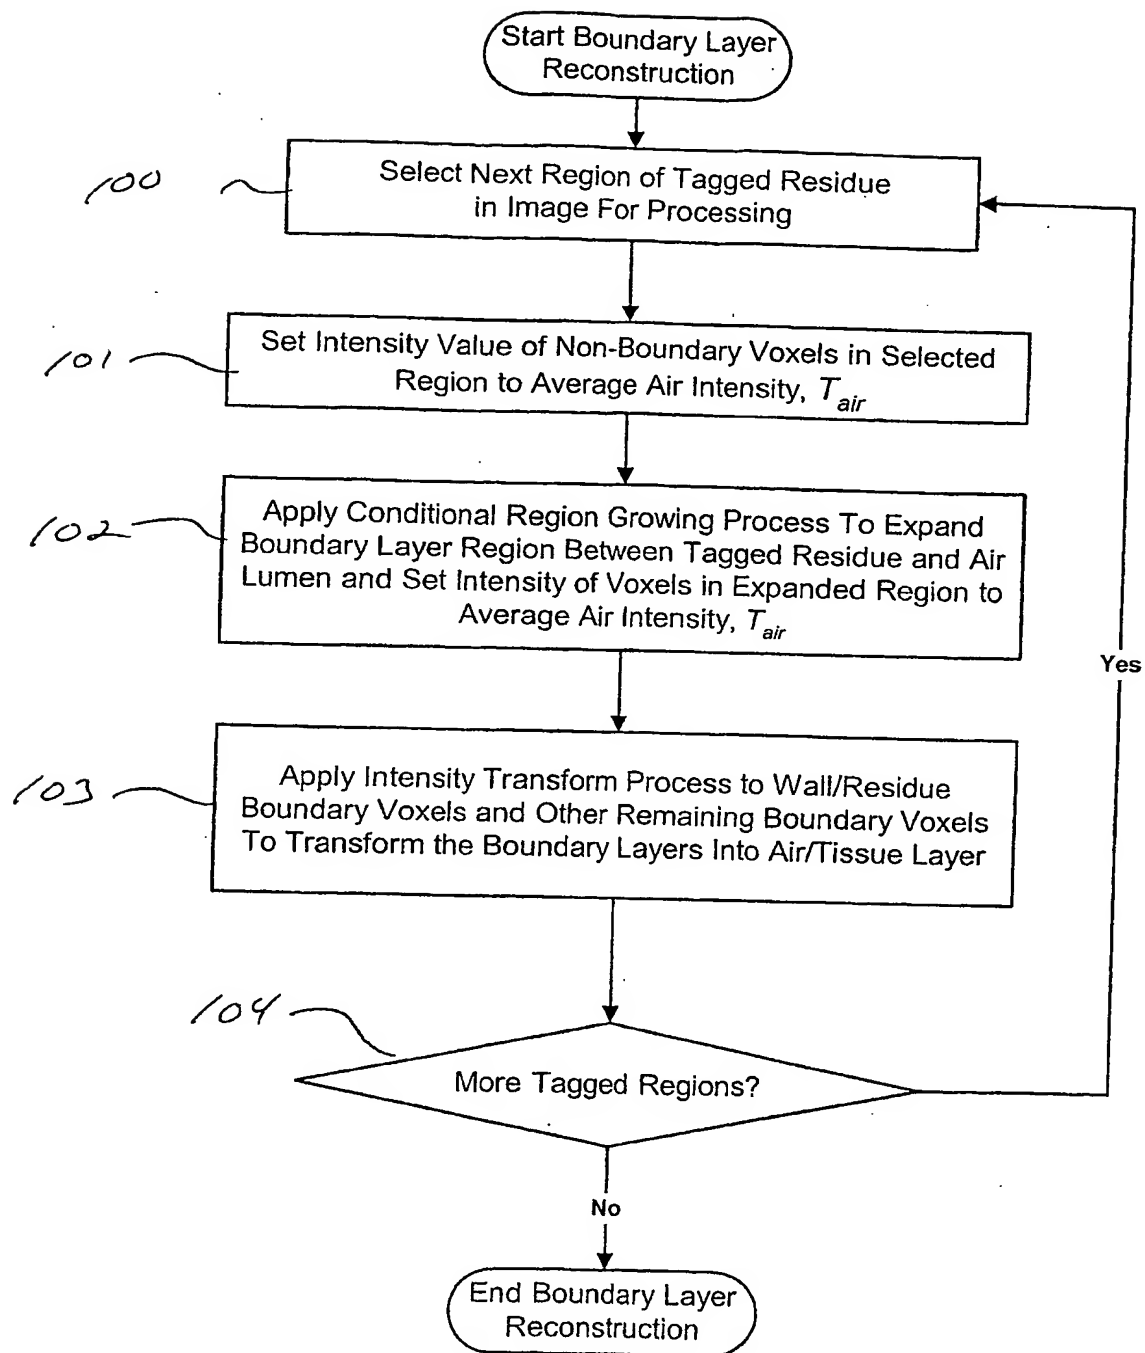 Start Boundary Layer
Reconstruction
100
Select Next Region of Tagged Residue
in Image For Processing
101
Set Intensity Value of Non-Boundary Voxels in Selected
Region to Average Air Intensity, T_air
102
Apply Conditional Region Growing Process To Expand
Boundary Layer Region Between Tagged Residue and Air
Lumen and Set Intensity of Voxels in Expanded Region to
Average Air Intensity, T_air
Yes
103
Apply Intensity Transform Process to Wall/Residue
Boundary Voxels and Other Remaining Boundary Voxels
To Transform the Boundary Layers Into Air/Tissue Layer
104
More Tagged Regions?
No
End Boundary Layer
Reconstruction